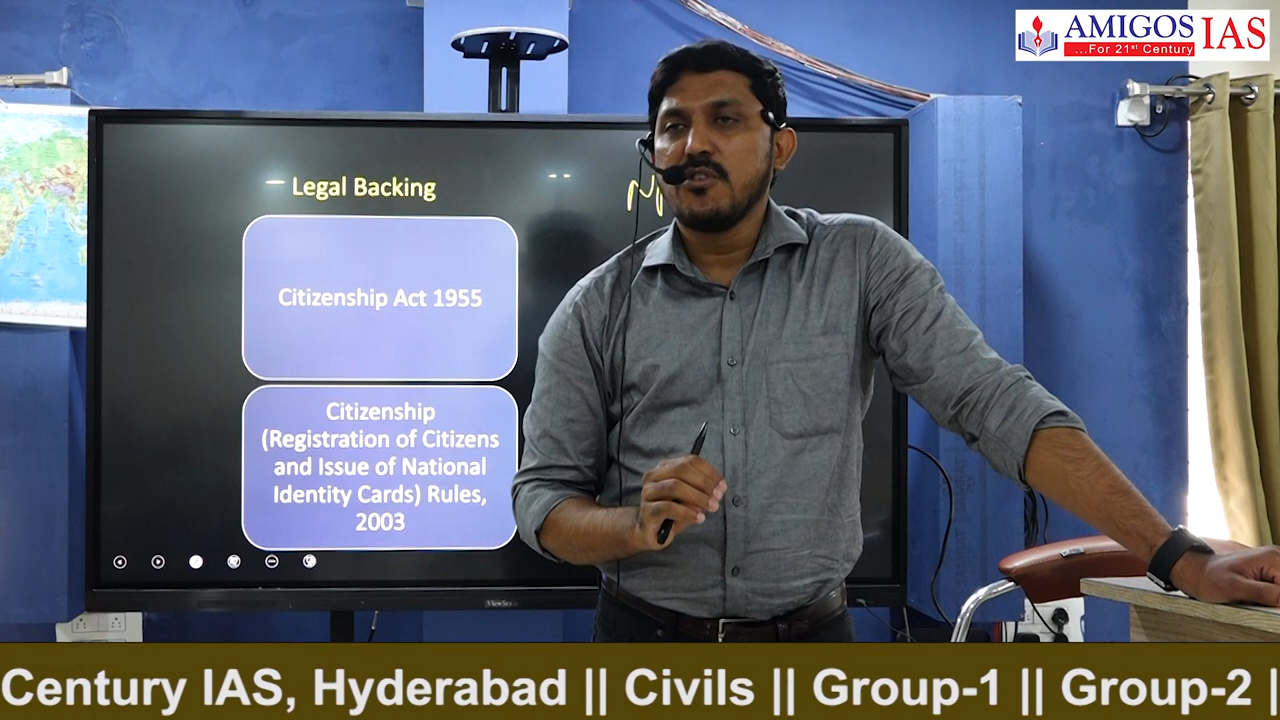 AMIGOS IAS
...For 21st Century
Legal Backing
Citizenship Act 1955
Citizenship
(Registration of Citizens
and Issue of National
Identity Cards) Rules,
2003
ViewSonic
Century IAS, Hyderabad || Civils || Group-1 || Group-2 |